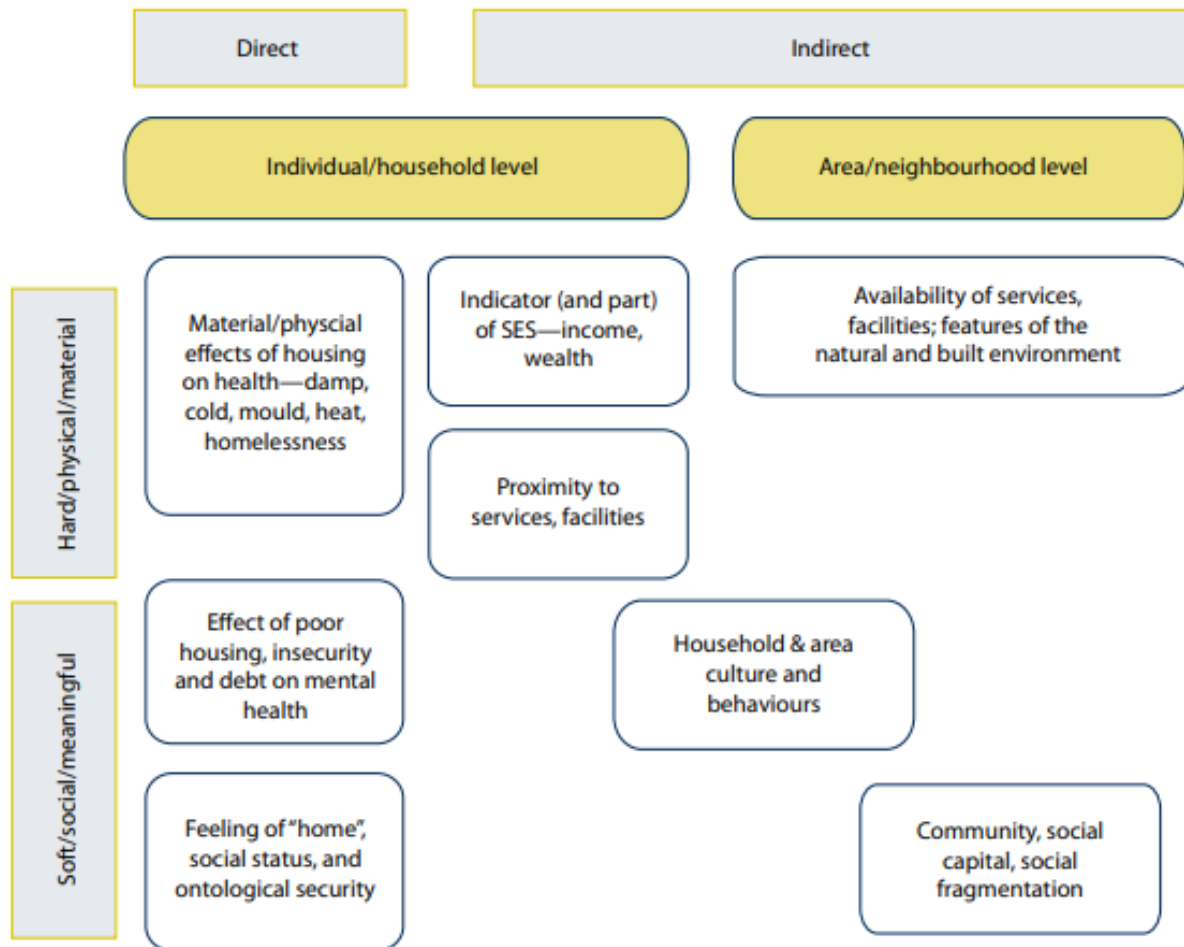 Direct
Indirect
Individual/household level
Area/neighbourhood level
Hard/physical/material
Material/physcial
effects of housing
on health—damp,
cold, mould, heat,
homelessness
Indicator (and part)
of SES—income,
wealth
Availability of services,
facilities; features of the
natural and built environment
Proximity to
services, facilities
Soft/social/meaningful
Effect of poor
housing, insecurity
and debt on mental
health
Household & area
culture and
behaviours
Feeling of “home”,
social status, and
ontological security
Community, social
capital, social
fragmentation